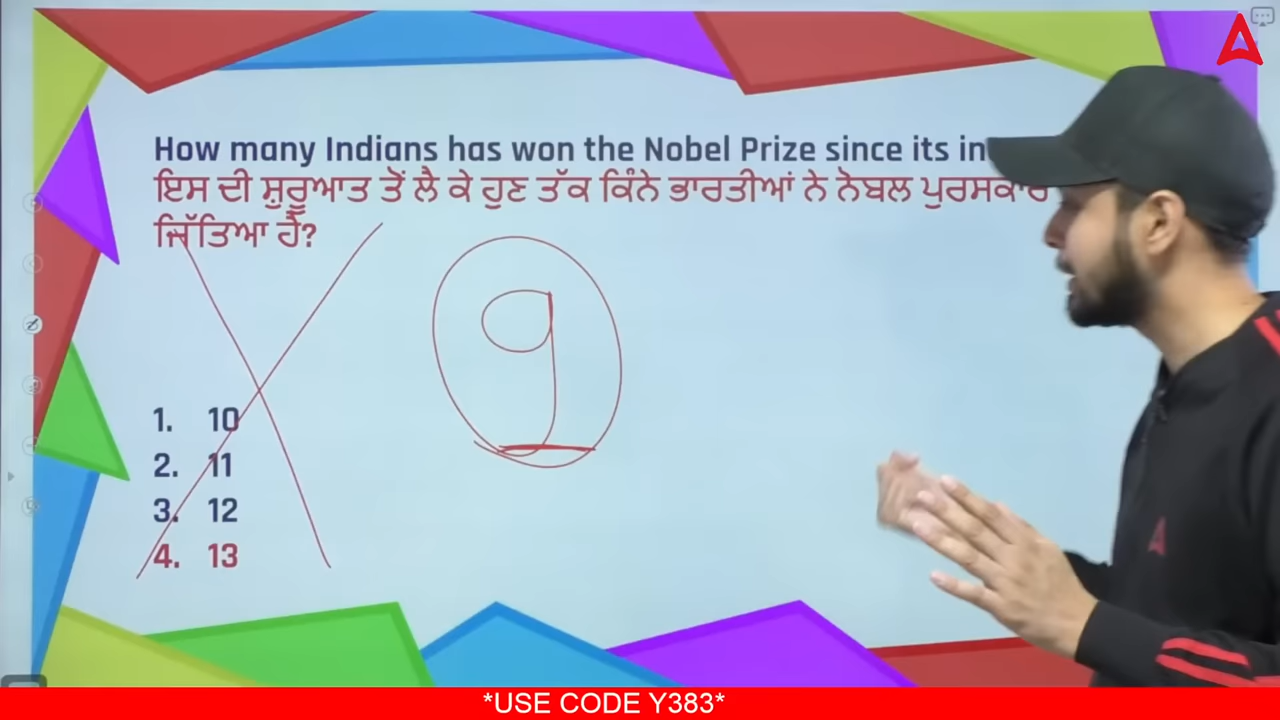 How many Indians has won the Nobel Prize since its in
ਇਸ ਦੀ ਸ਼ੁਰੂਆਤ ਤੋਂ ਲੈ ਕੇ ਹੁਣ ਤੱਕ ਕਿੰਨੇ ਭਾਰਤੀਆਂ ਨੇ ਨੋਬਲ ਪੁਰਸਕਾਰ
ਜਿੱਤਿਆ ਹੈ?
9
1. 10
2. 11
3. 12
4. 13
*USE CODE Y383*